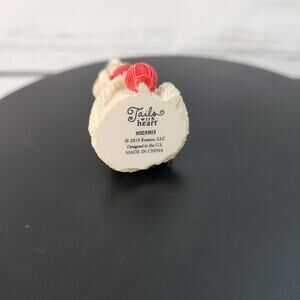 Tails
with
heart
6003903
© 2019 Enesco, LLC
Designed in the U.S.
MADE IN CHINA